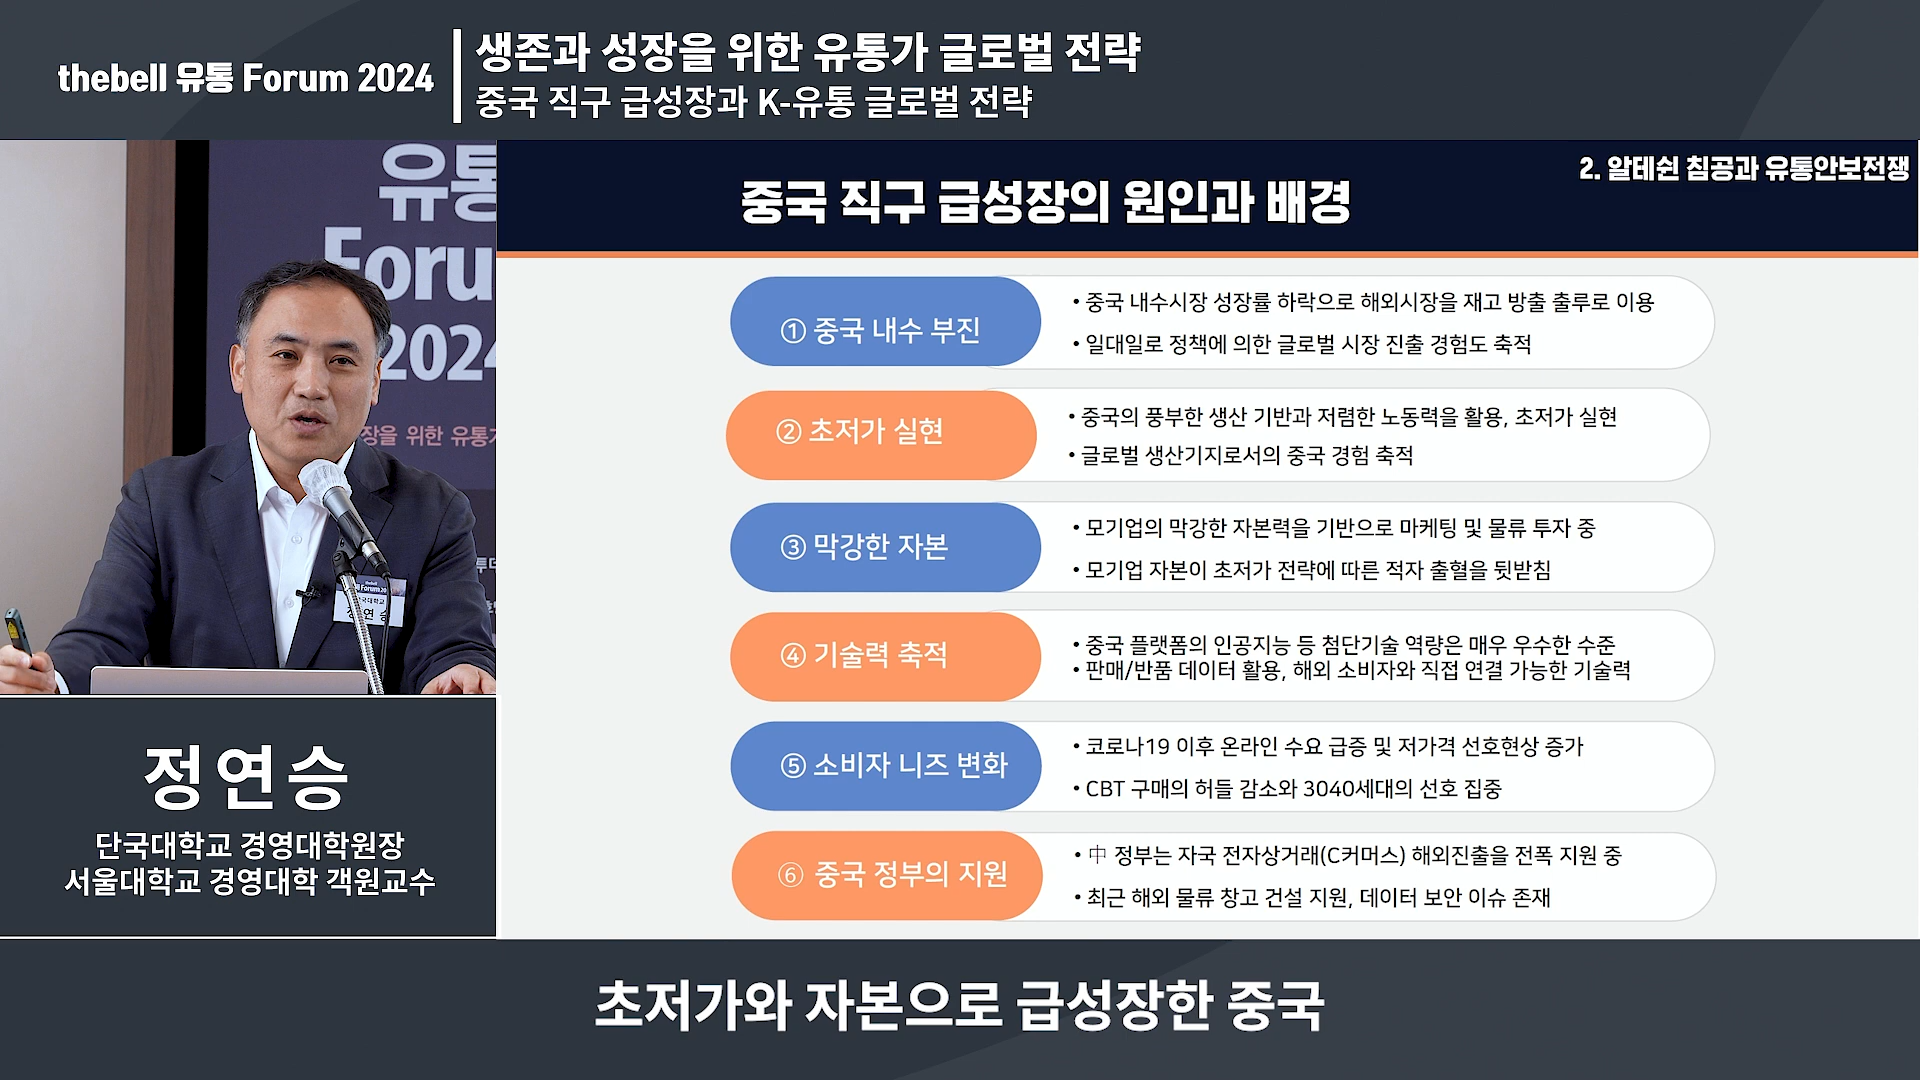 thebell 유통 Forum 2024
생존과 성장을 위한 유통가 글로벌 전략
중국 직구 급성장과 K-유통 글로벌 전략
유통
Foru
2024
장을 위한 유통가
단국대학교
정연승
2. 알테쉰 침공과 유통안보전쟁
중국 직구 급성장의 원인과 배경
① 중국 내수 부진
• 중국 내수시장 성장률 하락으로 해외시장을 재고 방출 출루로 이용
• 일대일로 정책에 의한 글로벌 시장 진출 경험도 축적
② 초저가 실현
• 중국의 풍부한 생산 기반과 저렴한 노동력을 활용, 초저가 실현
• 글로벌 생산기지로서의 중국 경험 축적
③ 막강한 자본
• 모기업의 막강한 자본력을 기반으로 마케팅 및 물류 투자 중
• 모기업 자본이 초저가 전략에 따른 적자 출혈을 뒷받침
④ 기술력 축적
• 중국 플랫폼의 인공지능 등 첨단기술 역량은 매우 우수한 수준
• 판매/반품 데이터 활용, 해외 소비자와 직접 연결 가능한 기술력
⑤ 소비자 니즈 변화
• 코로나19 이후 온라인 수요 급증 및 저가격 선호현상 증가
• CBT 구매의 허들 감소와 3040세대의 선호 집중
⑥ 중국 정부의 지원
• 中 정부는 자국 전자상거래(C커머스) 해외진출을 전폭 지원 중
• 최근 해외 물류 창고 건설 지원, 데이터 보안 이슈 존재
정연승
단국대학교 경영대학원장
서울대학교 경영대학 객원교수
초저가와 자본으로 급성장한 중국